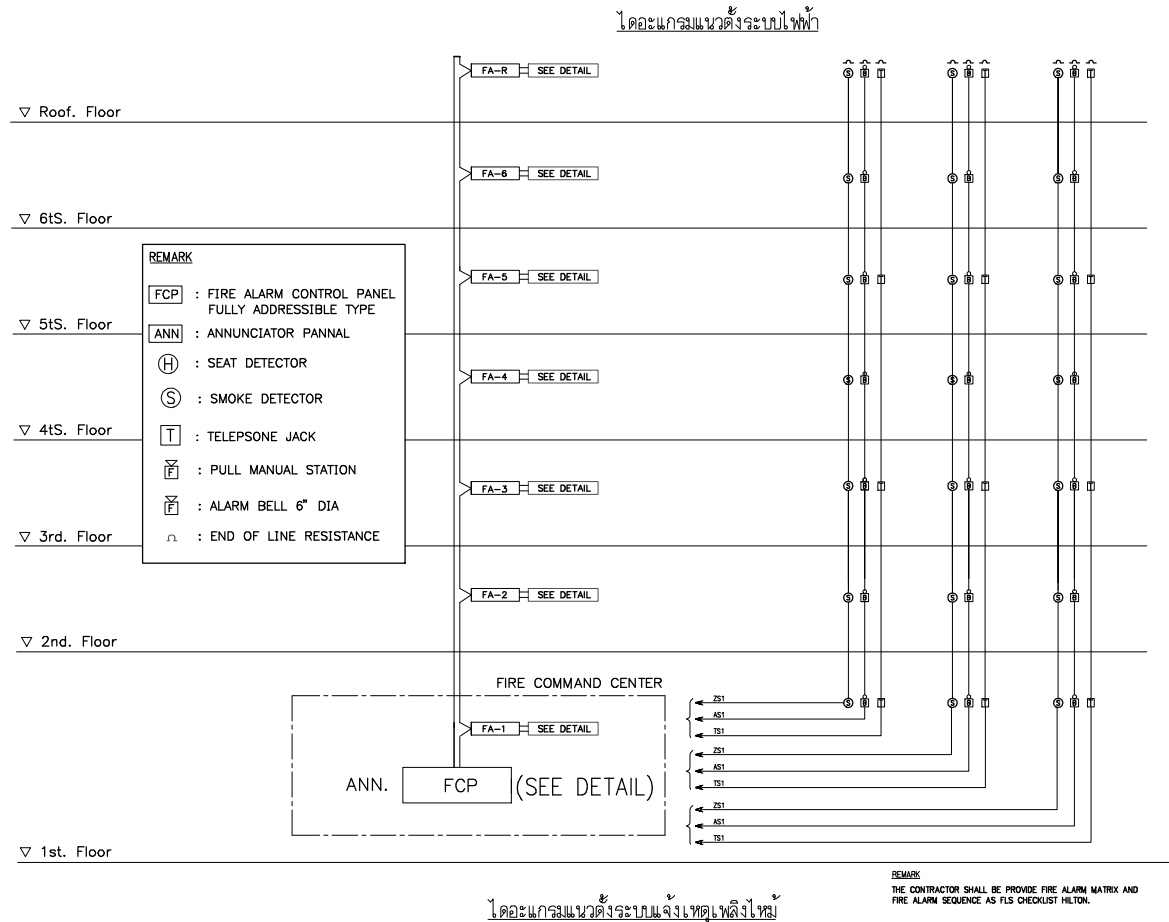 ไดอะแกรมแนวตั้งระบบไฟฟ้า
FA-R SEE DETAIL
S B T S B T S B T
▽ Roof. Floor
FA-6 SEE DETAIL
S B S B S B
▽ 6tS. Floor
REMARK
FCP : FIRE ALARM CONTROL PANEL
FULLY ADDRESSIBLE TYPE
ANN : ANNUNCIATOR PANNAL
H : SEAT DETECTOR
S : SMOKE DETECTOR
T : TELEPSONE JACK
F : PULL MANUAL STATION
F : ALARM BELL 6" DIA
: END OF LINE RESISTANCE
FA-5 SEE DETAIL
S B T S B T S B T
▽ 5tS. Floor
FA-4 SEE DETAIL
S B S B S B
▽ 4tS. Floor
FA-3 SEE DETAIL
S B T S B T S B T
▽ 3rd. Floor
FA-2 SEE DETAIL
S B S B S B
▽ 2nd. Floor
FIRE COMMAND CENTER
S B T S B T S B T
FA-1 SEE DETAIL
ANN. FCP (SEE DETAIL)
ZS1
AS1
TS1
ZS1
AS1
TS1
ZS1
AS1
TS1
▽ 1st. Floor
REMARK
THE CONTRACTOR SHALL BE PROVIDE FIRE ALARM MATRIX AND
FIRE ALARM SEQUENCE AS FLS CHECKLIST HILTON.
ไดอะแกรมแนวตั้งระบบแจ้งเหตุเพลิงไหม้